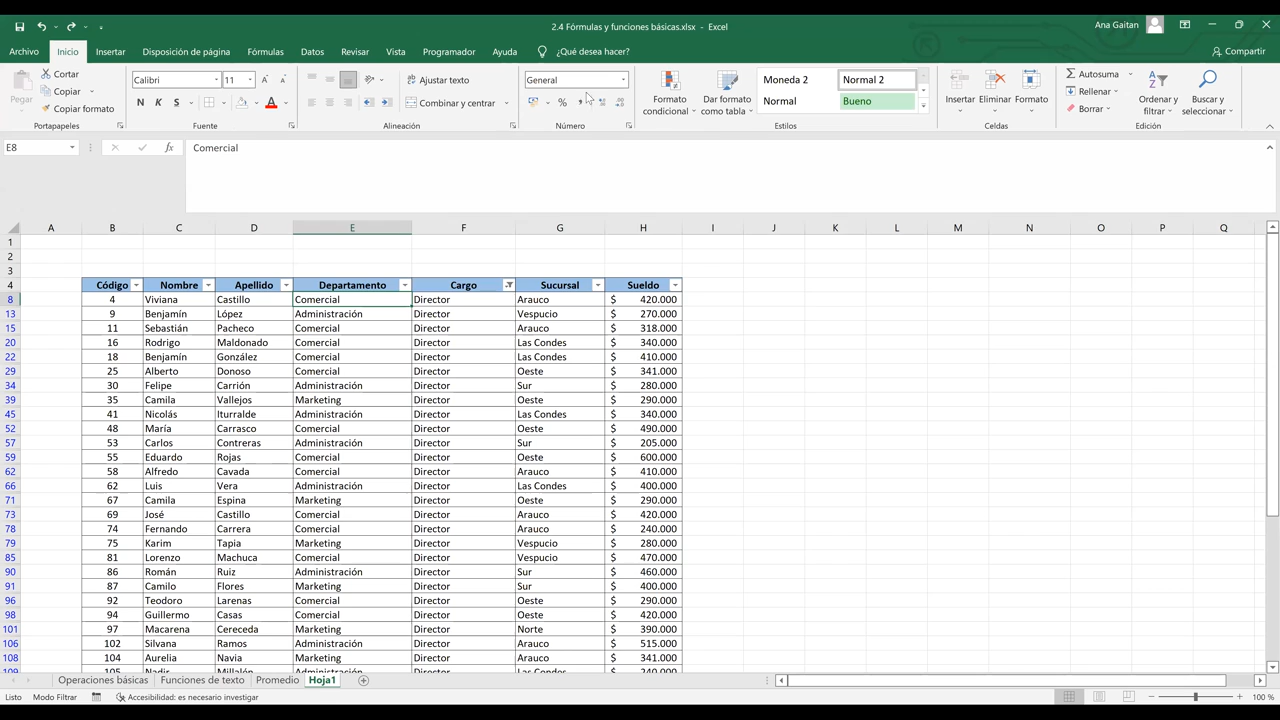 2.4 Fórmulas y funciones básicas.xlsx - Excel
Ana Gaitan
Archivo Inicio Insertar Disposición de página Fórmulas Datos Revisar Vista Programador Ayuda ¿Qué desea hacer? Compartir
Pegar
Cortar
Copiar
Copiar formato
Portapapeles
Calibri 11
N K S
Fuente
Ajustar texto
Combinar y centrar
Alineación
General
%
Número
Formato condicional
Dar formato como tabla
Moneda 2 Normal 2
Normal Bueno
Estilos
Insertar Eliminar Formato
Celdas
Autosuma
Rellenar
Borrar
Ordenar y filtrar
Buscar y seleccionar
Edición
E8 fx Comercial
A B C D E F G H I J K L M N O P Q
1
2
3
4 Código Nombre Apellido Departamento Cargo Sucursal Sueldo
8 4 Viviana Castillo Comercial Director Arauco $ 420.000
13 9 Benjamín López Administración Director Vespucio $ 270.000
15 11 Sebastián Pacheco Comercial Director Arauco $ 318.000
20 16 Rodrigo Maldonado Comercial Director Las Condes $ 340.000
22 18 Benjamín González Comercial Director Las Condes $ 410.000
29 25 Alberto Donoso Comercial Director Oeste $ 341.000
34 30 Felipe Carrión Administración Director Sur $ 280.000
39 35 Camila Vallejos Marketing Director Oeste $ 290.000
45 41 Nicolás Iturralde Administración Director Las Condes $ 340.000
52 48 María Carrasco Comercial Director Oeste $ 490.000
57 53 Carlos Contreras Administración Director Sur $ 205.000
59 55 Eduardo Rojas Comercial Director Oeste $ 600.000
62 58 Alfredo Cavada Comercial Director Arauco $ 410.000
66 62 Luis Vera Administración Director Las Condes $ 400.000
71 67 Camila Espina Marketing Director Oeste $ 290.000
73 69 José Castillo Comercial Director Arauco $ 420.000
78 74 Fernando Carrera Comercial Director Arauco $ 240.000
79 75 Karim Tapia Marketing Director Vespucio $ 280.000
85 81 Lorenzo Machuca Comercial Director Vespucio $ 470.000
90 86 Román Ruiz Administración Director Sur $ 460.000
91 87 Camilo Flores Marketing Director Sur $ 400.000
96 92 Teodoro Larenas Comercial Director Oeste $ 290.000
98 94 Guillermo Casas Comercial Director Oeste $ 420.000
101 97 Macarena Cereceda Marketing Director Norte $ 390.000
106 102 Silvana Ramos Administración Director Arauco $ 515.000
108 104 Aurelia Navia Marketing Director Arauco $ 341.000
109 105 Nadir Millalén Administración Director Las Condes $ 240.000
Operaciones básicas Funciones de texto Promedio Hoja1
Listo Modo Filtrar Accesibilidad: es necesario investigar 100 %